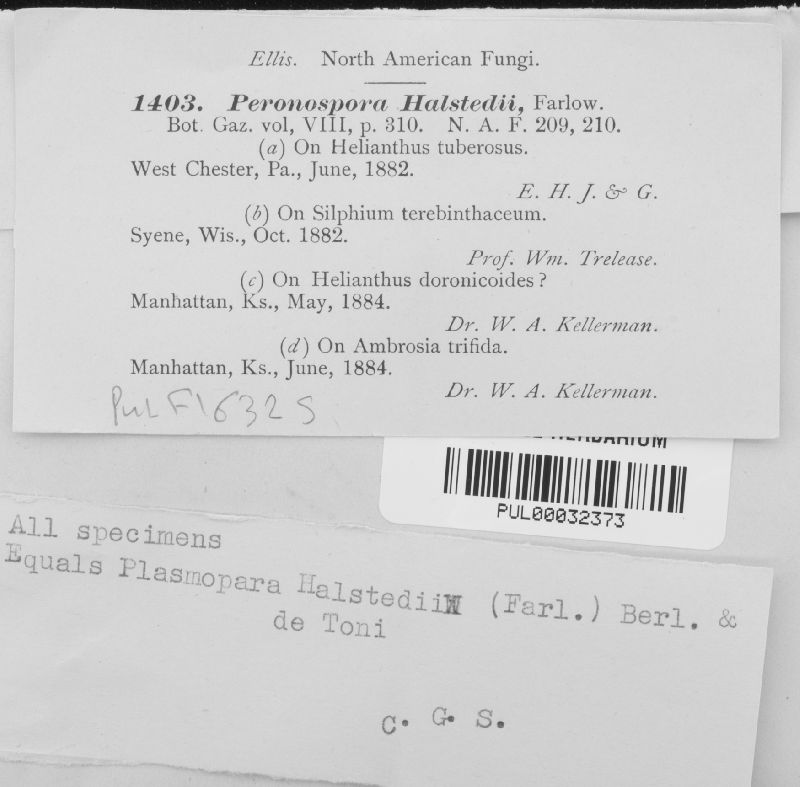 Ellis. North American Fungi.
1403. Peronospora Halstedii, Farlow.
Bot. Gaz. vol, VIII, p. 310. N. A. F. 209, 210.
(a) On Helianthus tuberosus.
West Chester, Pa., June, 1882.
E. H. J. & G.
(b) On Silphium terebinthaceum.
Syene, Wis., Oct. 1882.
Prof. Wm. Trelease.
(c) On Helianthus doronicoides?
Manhattan, Ks., May, 1884.
Dr. W. A. Kellerman.
(d) On Ambrosia trifida.
Manhattan, Ks., June, 1884.
Dr. W. A. Kellerman.
PUL F1632 S
HERBARIUM
PUL00032373
All specimens
Equals Plasmopara Halstedii (Farl.) Berl. &
de Toni
C. G. S.